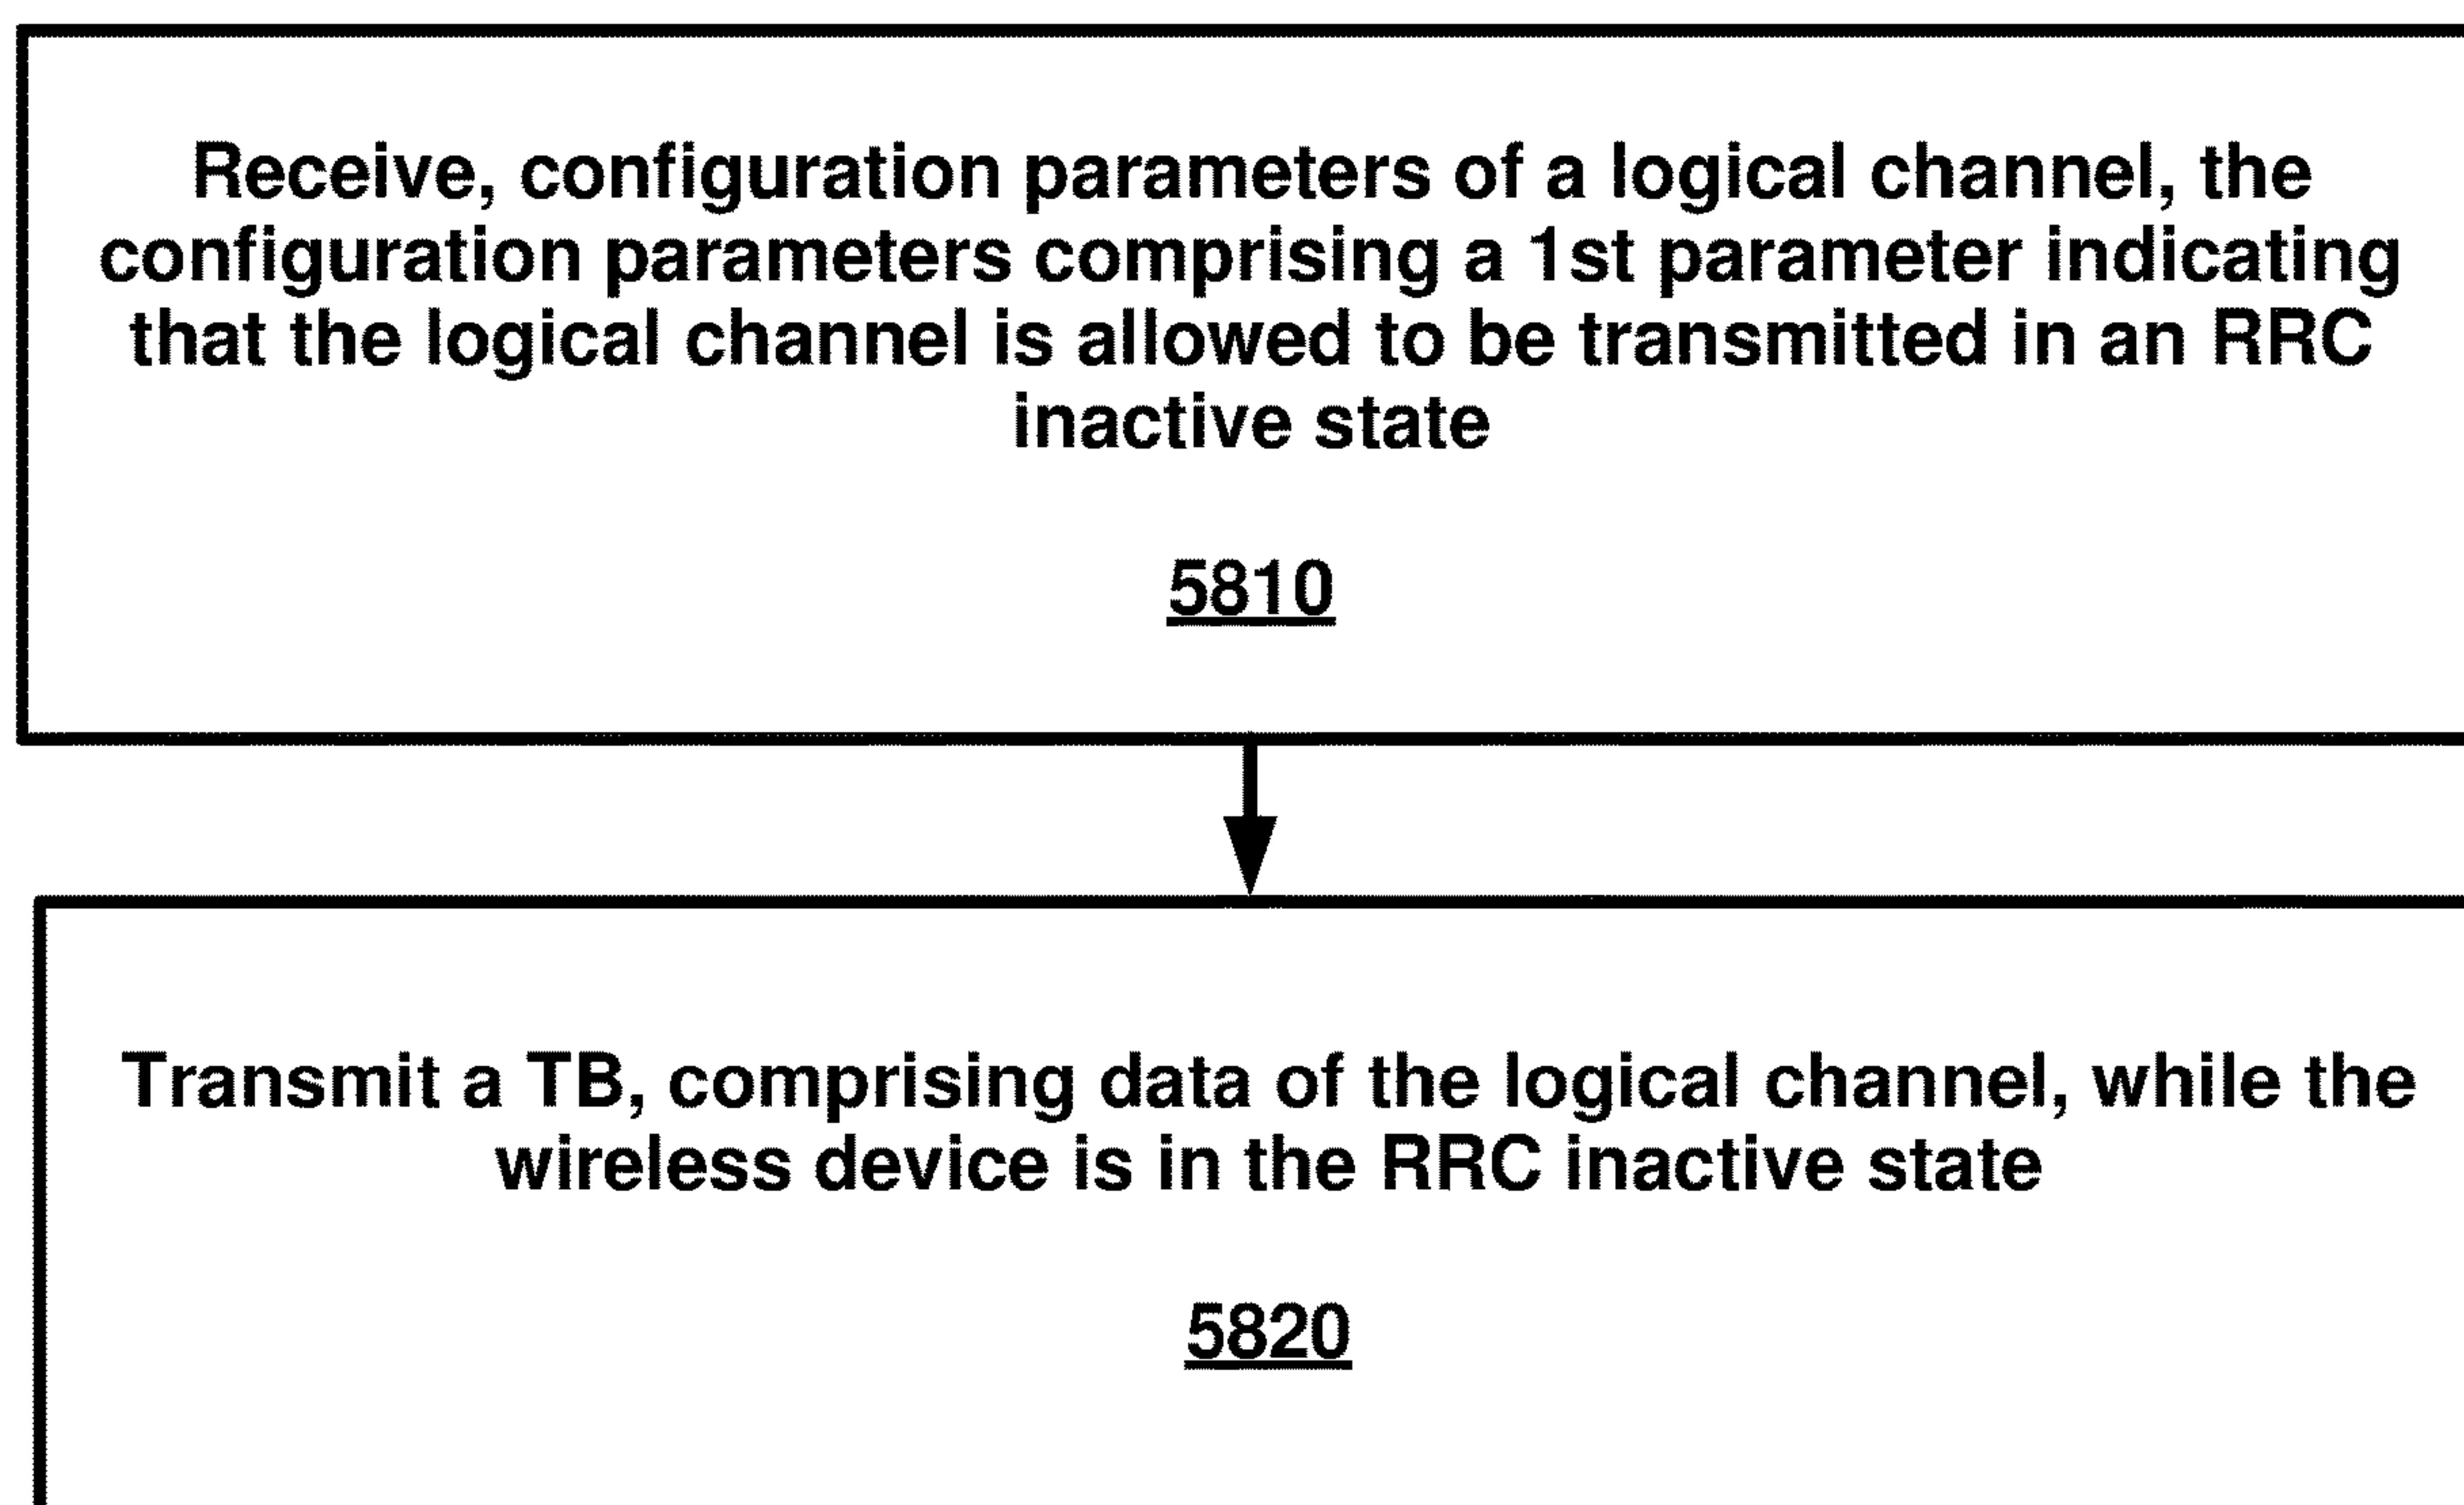 Receive, configuration parameters of a logical channel, the
configuration parameters comprising a 1st parameter indicating
that the logical channel is allowed to be transmitted in an RRC
inactive state
5810
Transmit a TB, comprising data of the logical channel, while the
wireless device is in the RRC inactive state
5820